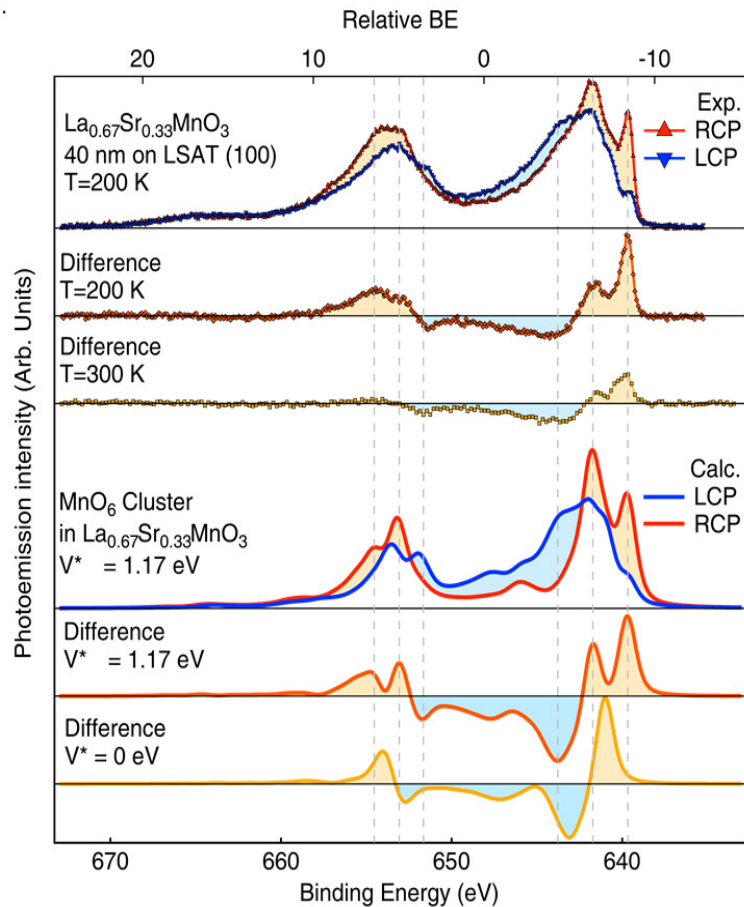 .
Relative BE
20 10 0 -10
La0.67Sr0.33MnO3
40 nm on LSAT (100)
T=200 K
Exp.
RCP
LCP
Difference
T=200 K
Difference
T=300 K
Photoemission intensity (Arb. Units)
MnO6 Cluster
in La0.67Sr0.33MnO3
V* = 1.17 eV
Calc.
LCP
RCP
Difference
V* = 1.17 eV
Difference
V* = 0 eV
670 660 650 640
Binding Energy (eV)